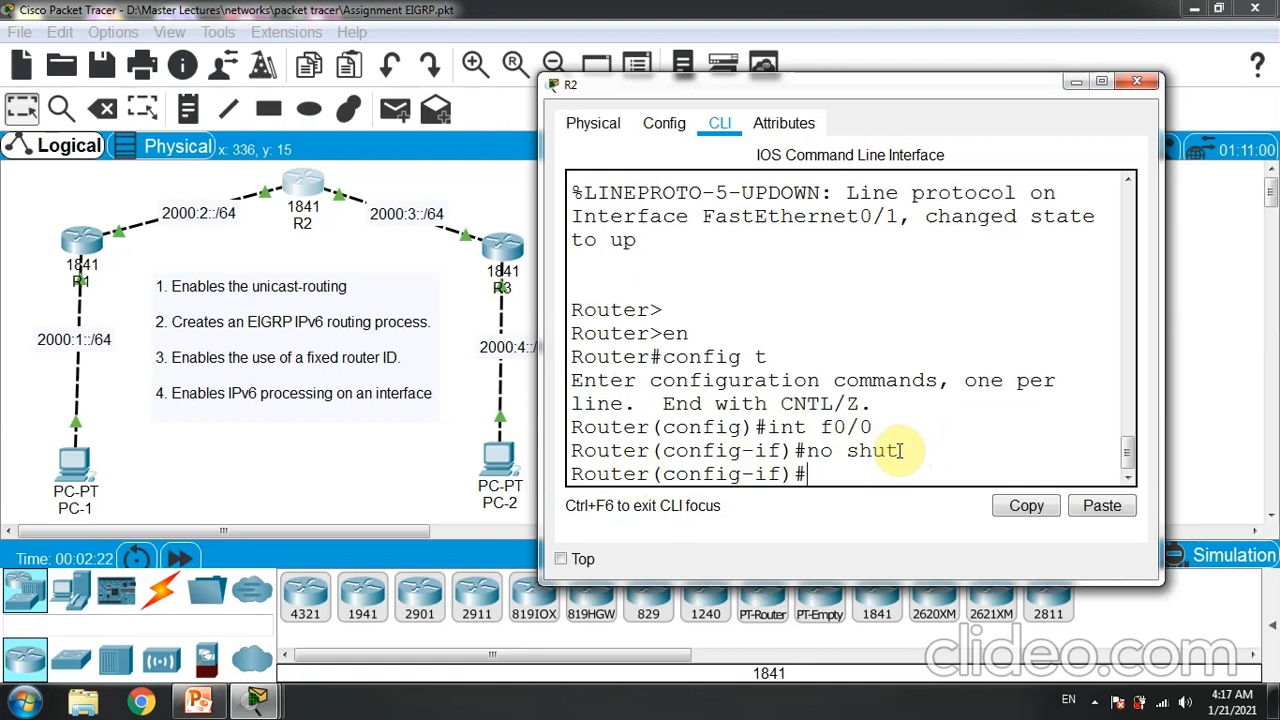 Cisco Packet Tracer - D:\Master Lectures\networks\packet tracer\Assignment EIGRP.pkt
File Edit Options View Tools Extensions Help
Logical Physical x: 336, y: 15
01:11:00
R2
Physical Config CLI Attributes
IOS Command Line Interface
%LINEPROTO-5-UPDOWN: Line protocol on
Interface FastEthernet0/1, changed state
to up
Router>
Router>en
Router#config t
Enter configuration commands, one per
line.  End with CNTL/Z.
Router(config)#int f0/0
Router(config-if)#no shut
Router(config-if)#
Ctrl+F6 to exit CLI focus
Copy Paste
Top
2000:2::/64
1841
R2
2000:3::/64
1841
R1
1841
R3
1. Enables the unicast-routing
2. Creates an EIGRP IPv6 routing process.
3. Enables the use of a fixed router ID.
4. Enables IPv6 processing on an interface
2000:1::/64
2000:4::/
PC-PT
PC-1
PC-PT
PC-2
Time: 00:02:22
Simulation
4321 1941 2901 2911 819IOX 819HGW 829 1240 PT-Router PT-Empty 1841 2620XM 2621XM 2811
1841
clideo.com
EN
4:17 AM
1/21/2021